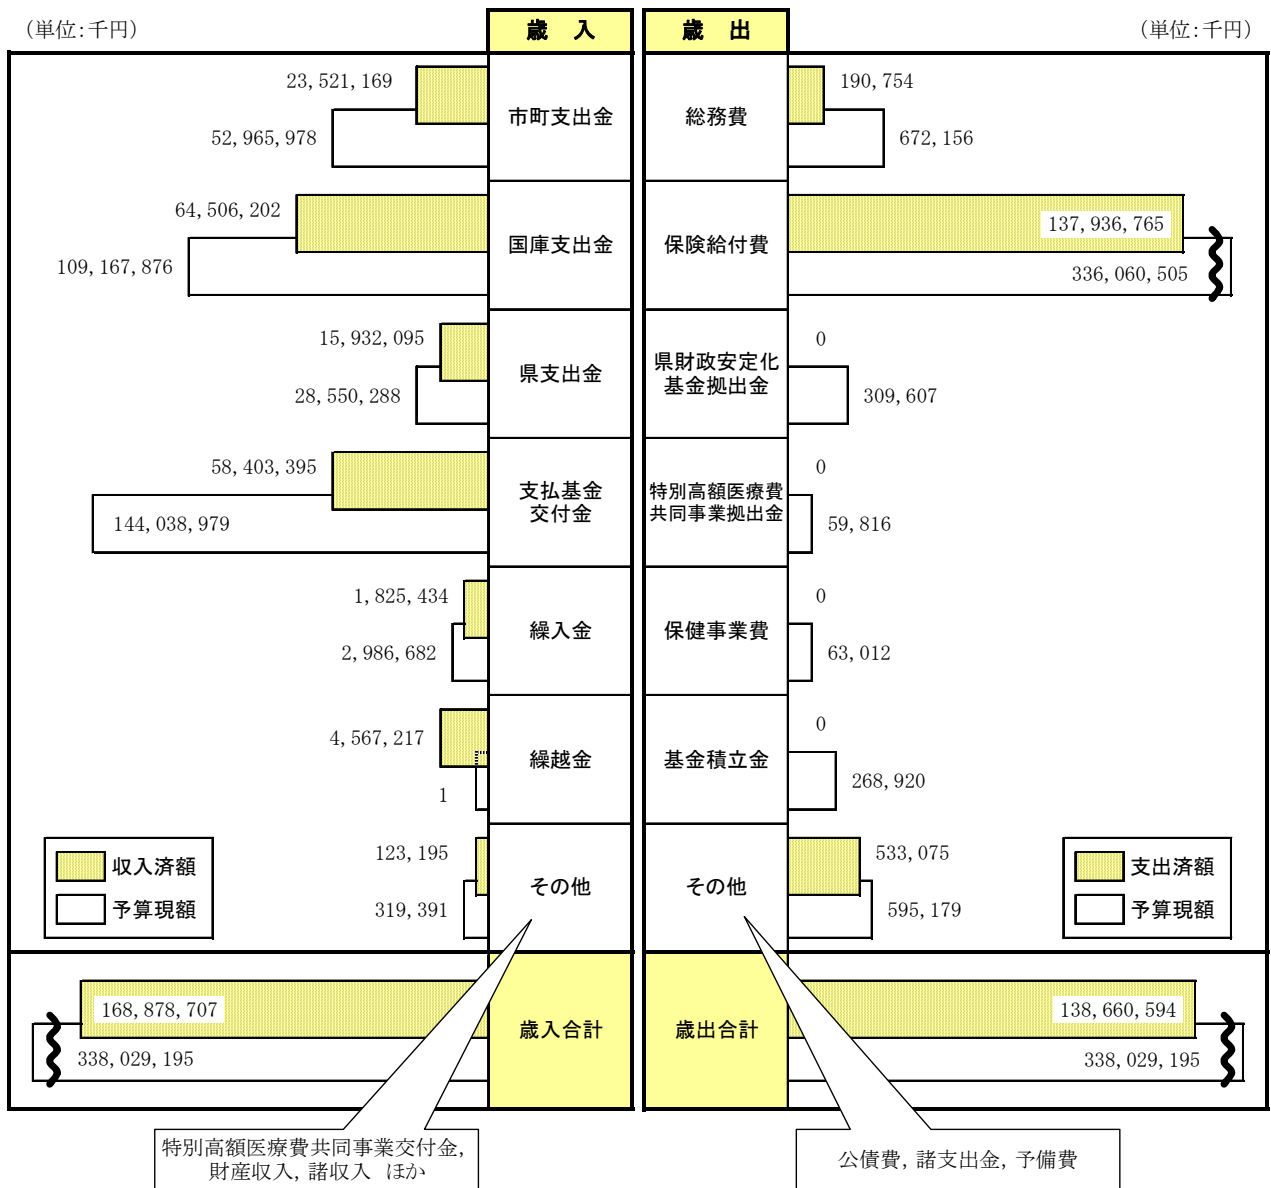 （単位：千円）
歳　入
歳　出
（単位：千円）
23,521,169
52,965,978
市町支出金
総務費
190,754
672,156
64,506,202
109,167,876
国庫支出金
保険給付費
137,936,765
336,060,505
15,932,095
28,550,288
県支出金
県財政安定化
基金拠出金
0
309,607
58,403,395
144,038,979
支払基金
交付金
特別高額医療費
共同事業拠出金
0
59,816
1,825,434
2,986,682
繰入金
保健事業費
0
63,012
4,567,217
1
繰越金
基金積立金
0
268,920
収入済額
予算現額
123,195
319,391
その他
その他
533,075
595,179
支出済額
予算現額
168,878,707
338,029,195
歳入合計
歳出合計
138,660,594
338,029,195
特別高額医療費共同事業交付金，
財産収入，諸収入　ほか
公債費，諸支出金，予備費